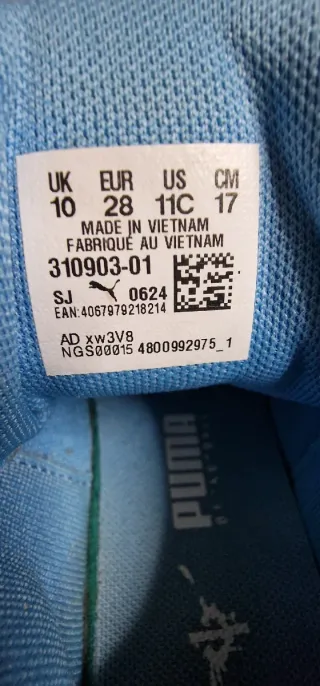 UK EUR US CM
10 28 11C 17
MADE IN VIETNAM
FABRIQUÉ AU VIETNAM
310903-01
SJ 0624
EAN:4067979218214
AD xw3V8
NGS00015 4800992975_1
PUMA